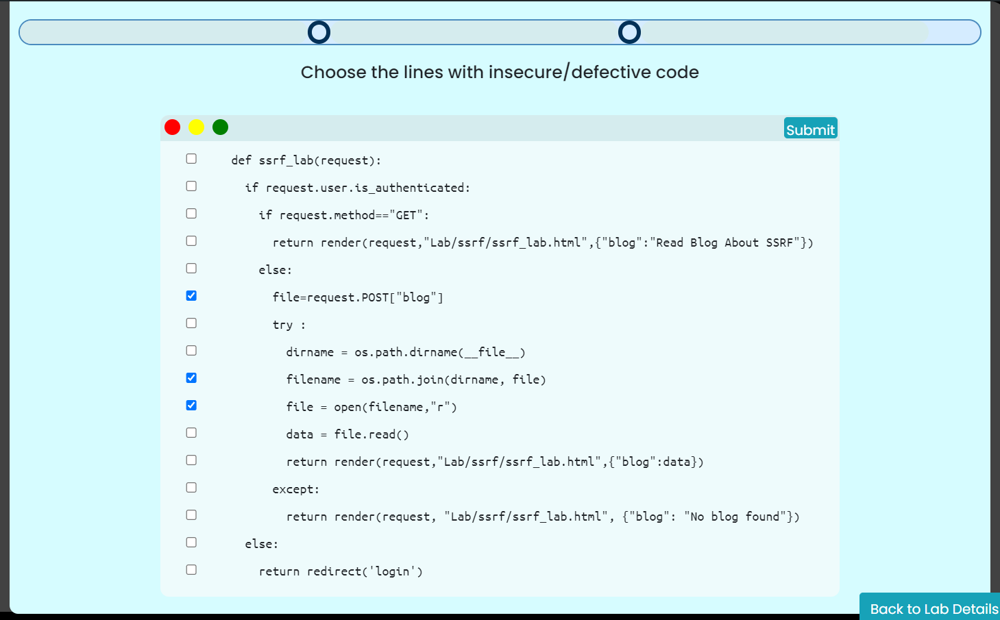 Choose the lines with insecure/defective code
Submit
def ssrf_lab(request):
if request.user.is_authenticated:
if request.method=="GET":
return render(request,"Lab/ssrf/ssrf_lab.html",{"blog":"Read Blog About SSRF"})
else:
file=request.POST["blog"]
try :
dirname = os.path.dirname(__file__)
filename = os.path.join(dirname, file)
file = open(filename,"r")
data = file.read()
return render(request,"Lab/ssrf/ssrf_lab.html",{"blog":data})
except:
return render(request, "Lab/ssrf/ssrf_lab.html", {"blog": "No blog found"})
else:
return redirect('login')
Back to Lab Details